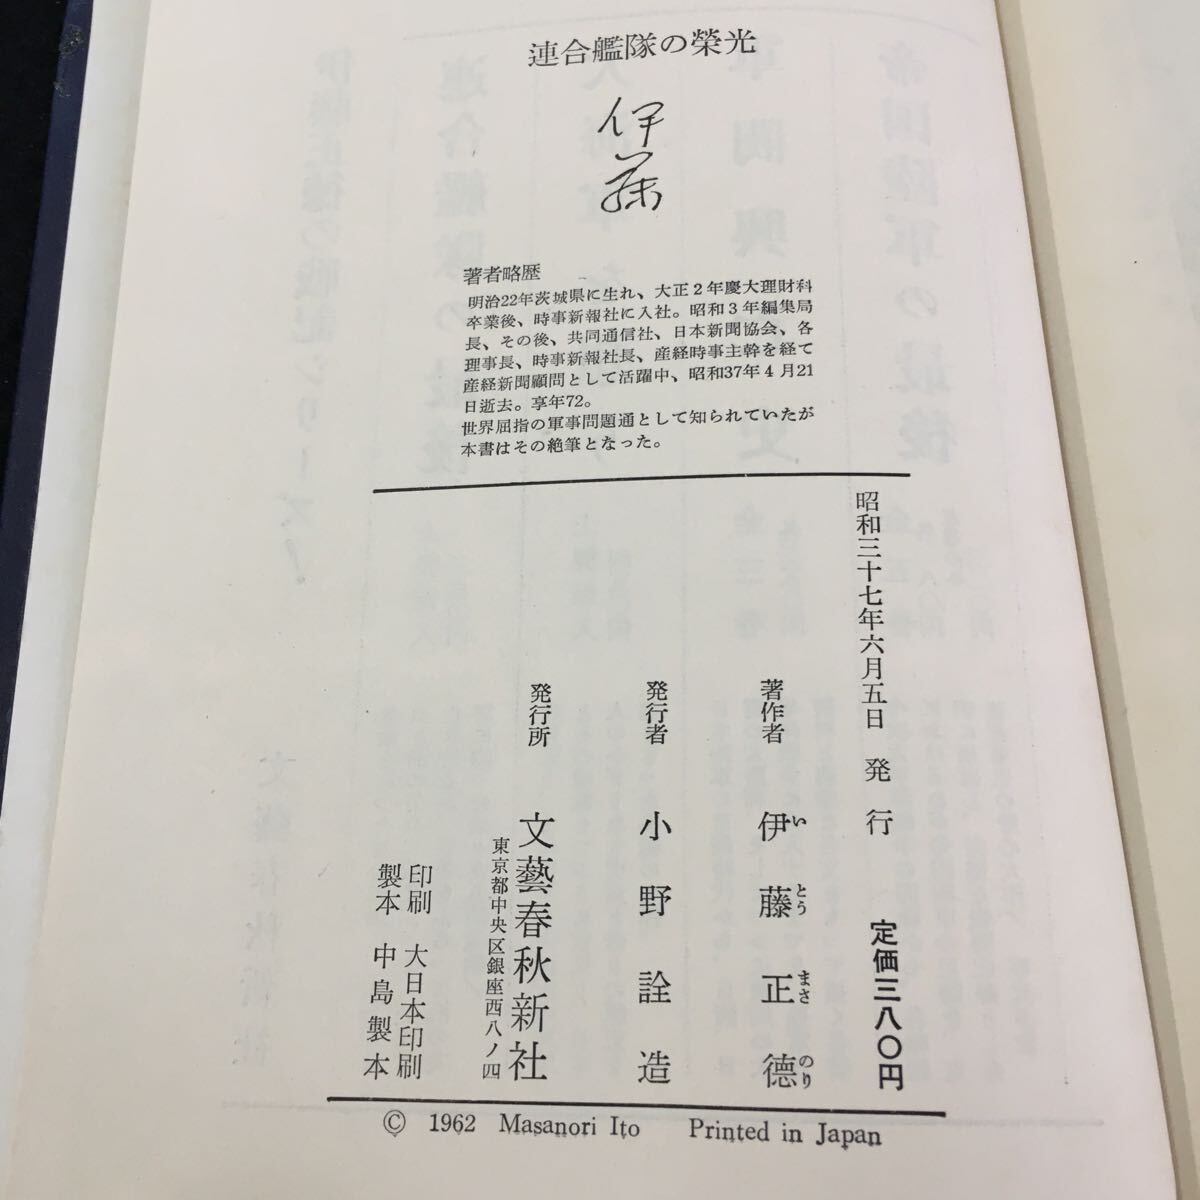 連合艦隊の榮光
伊藤
著者略歴
明治22年茨城県に生れ、大正2年慶大理財科
卒業後、時事新報社に入社。昭和3年編集局
長、その後、共同通信社、日本新聞協会、各
理事長、時事新報社長、産経時事主幹を経て
産経新聞顧問として活躍中、昭和37年4月21
日逝去。享年72。
世界屈指の軍事問題通として知られていたが
本書はその絶筆となった。
昭和三十七年六月五日 発行
定価三八〇円
著作者 伊藤正徳
いとうまさのり
発行者 小野詮造
発行所 文藝春秋新社
東京都中央区銀座西八ノ四
印刷 大日本印刷
製本 中島製本
© 1962 Masanori Ito Printed in Japan